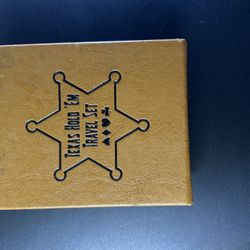 TEXAS HOLD 'EM
TRAVEL SET
♠♦♥♣